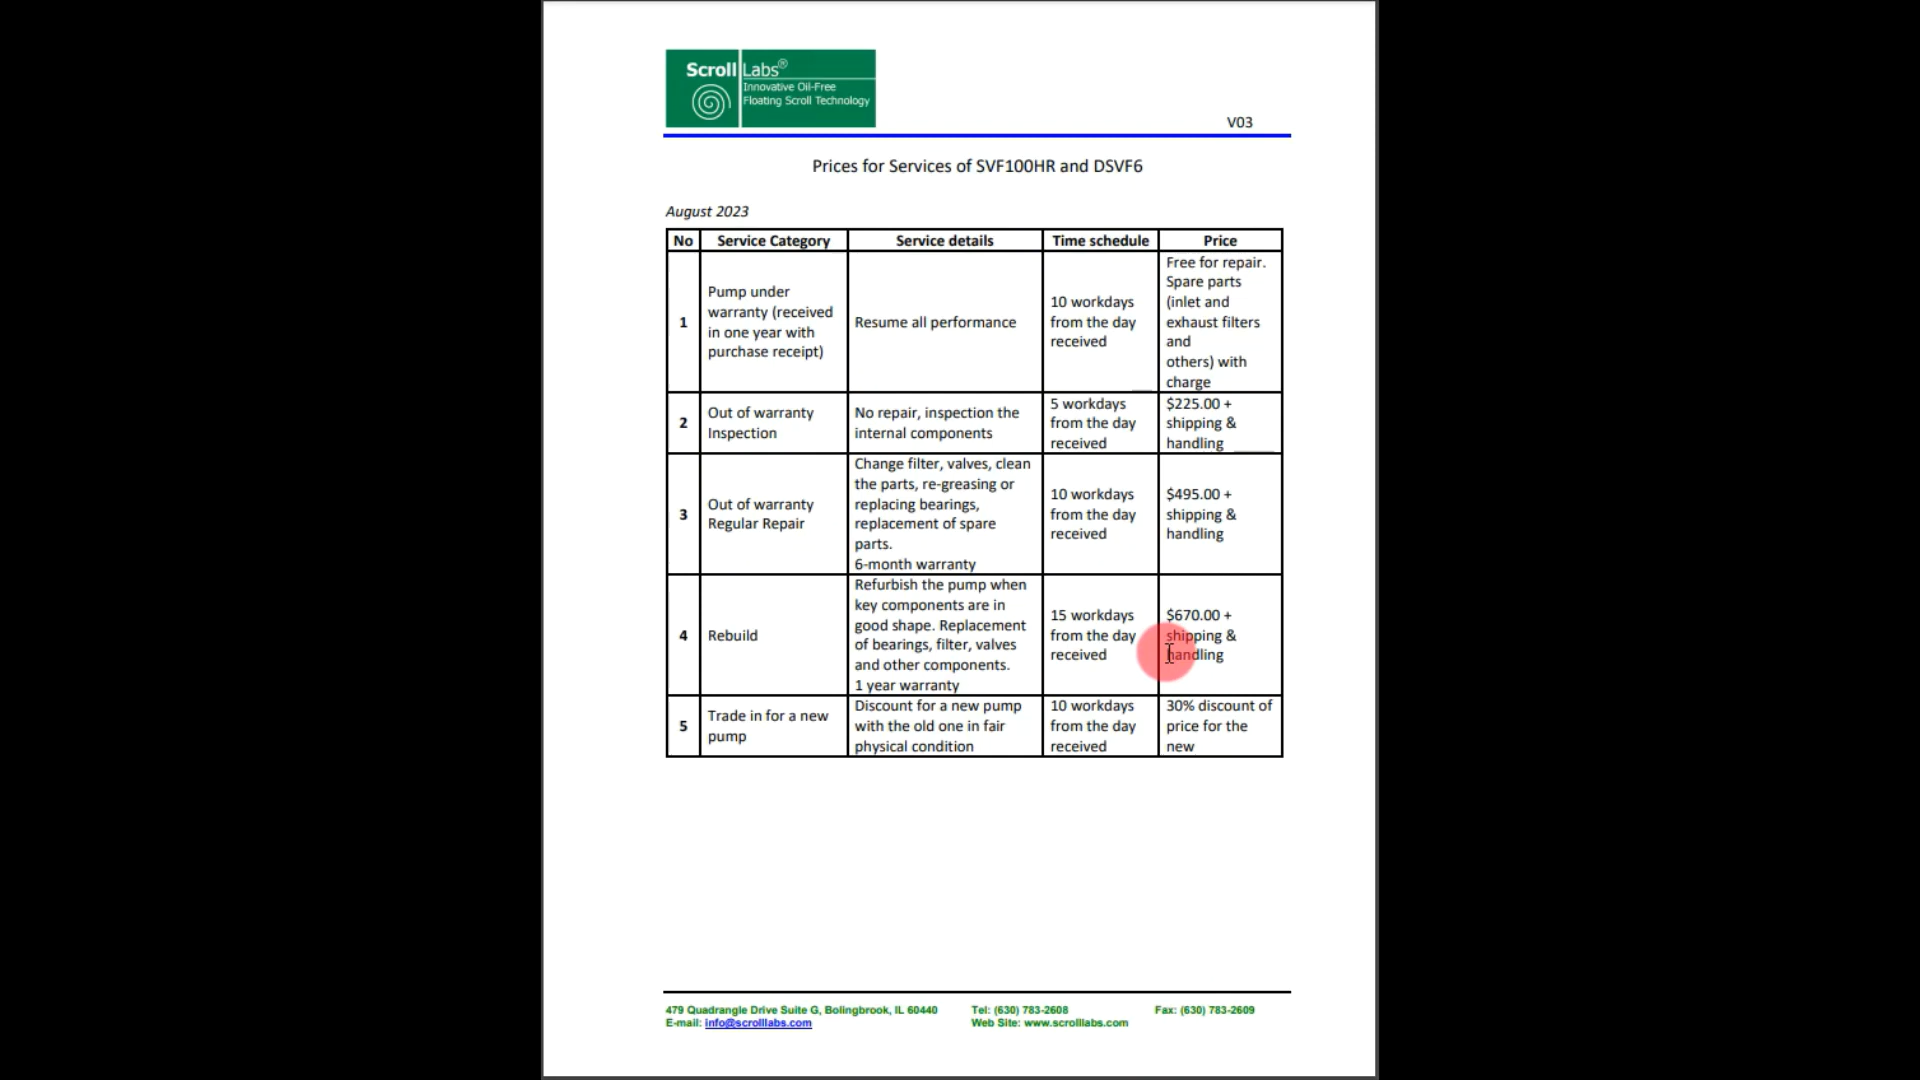 Scroll Labs®
Innovative Oil-Free
Floating Scroll Technology
V03
Prices for Services of SVF100HR and DSVF6
August 2023
No Service Category Service details Time schedule Price
1
Pump under
warranty (received
in one year with
purchase receipt)
Resume all performance
10 workdays
from the day
received
Free for repair.
Spare parts
(inlet and
exhaust filters
and
others) with
charge
2
Out of warranty
Inspection
No repair, inspection the
internal components
5 workdays
from the day
received
$225.00 +
shipping &
handling
3
Out of warranty
Regular Repair
Change filter, valves, clean
the parts, re-greasing or
replacing bearings,
replacement of spare
parts.
6-month warranty
10 workdays
from the day
received
$495.00 +
shipping &
handling
4
Rebuild
Refurbish the pump when
key components are in
good shape. Replacement
of bearings, filter, valves
and other components.
1 year warranty
15 workdays
from the day
received
$670.00 +
shipping &
handling
5
Trade in for a new
pump
Discount for a new pump
with the old one in fair
physical condition
10 workdays
from the day
received
30% discount of
price for the
new
479 Quadrangle Drive Suite G, Bolingbrook, IL 60440 Tel: (630) 783-2608 Fax: (630) 783-2609
E-mail: info@scrolllabs.com Web Site: www.scrolllabs.com